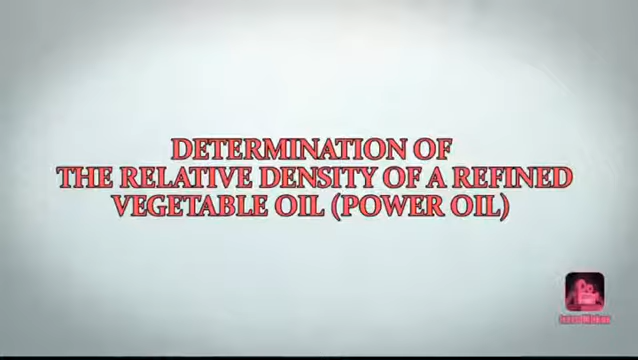 DETERMINATION OF
THE RELATIVE DENSITY OF A REFINED
VEGETABLE OIL (POWER OIL)